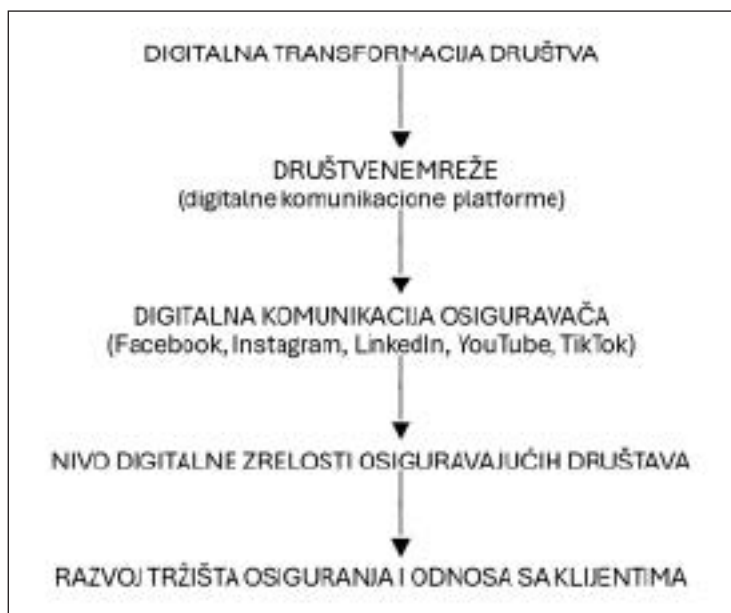 DIGITALNA TRANSFORMACIJA DRUŠTVA
DRUŠTVENEMREŽE
(digitalne komunikacione platforme)
DIGITALNA KOMUNIKACIJA OSIGURAVAČA
(Facebook, Instagram, LinkedIn, YouTube, TikTok)
NIVO DIGITALNE ZRELOSTI OSIGURAVAJUĆIH DRUŠTAVA
RAZVOJ TRŽIŠTA OSIGURANJA I ODNOSA SA KLIJENTIMA